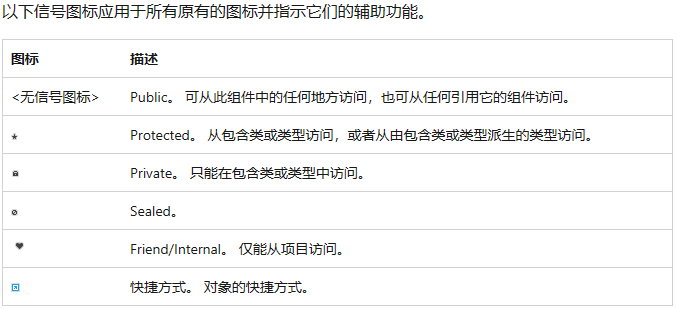 以下信号图标应用于所有原有的图标并指示它们的辅助功能。
图标 描述
<无信号图标> Public。 可从此组件中的任何地方访问，也可从任何引用它的组件访问。
Protected。 从包含类或类型访问，或者从由包含类或类型派生的类型访问。
Private。 只能在包含类或类型中访问。
Sealed。
Friend/Internal。 仅能从项目访问。
快捷方式。 对象的快捷方式。